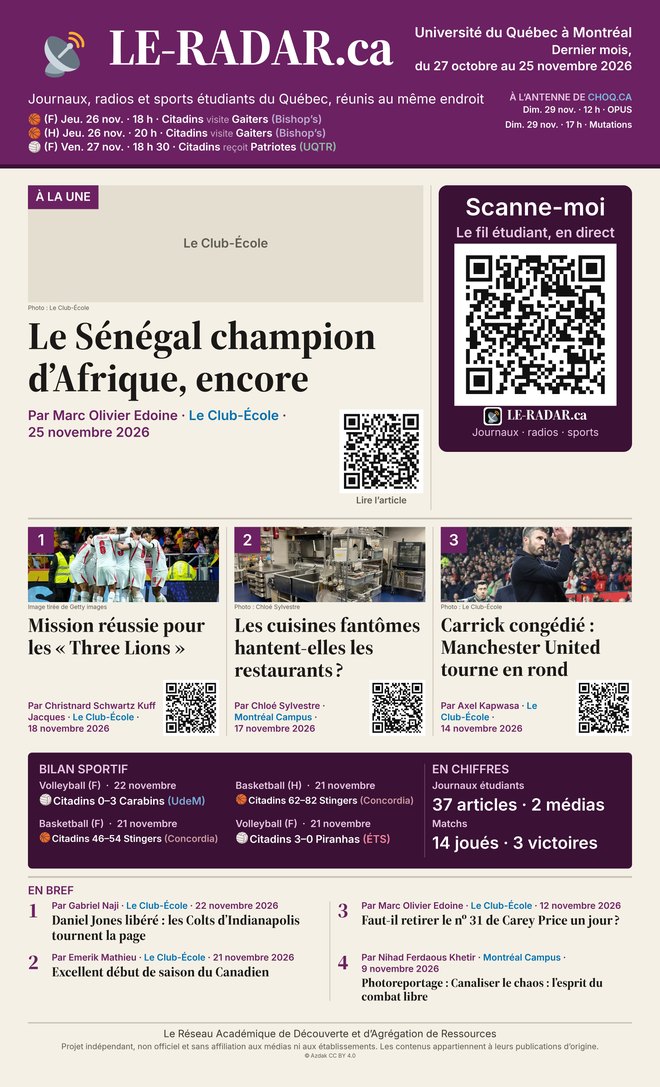 LE-RADAR.ca
Université du Québec à Montréal
Dernier mois,
du 27 octobre au 25 novembre 2026
Journaux, radios et sports étudiants du Québec, réunis au même endroit
(F) Jeu. 26 nov. · 18 h · Citadins visite Gaiters (Bishop's)
(H) Jeu. 26 nov. · 20 h · Citadins visite Gaiters (Bishop's)
(F) Ven. 27 nov. · 18 h 30 · Citadins reçoit Patriotes (UQTR)
À L'ANTENNE DE CHOQ.CA
Dim. 29 nov. · 12 h · OPUS
Dim. 29 nov. · 17 h · Mutations
À LA UNE
Le Club-École
Photo : Le Club-École
Le Sénégal champion
d'Afrique, encore
Par Marc Olivier Edoine · Le Club-École ·
25 novembre 2026
Lire l'article
Scanne-moi
Le fil étudiant, en direct
LE-RADAR.ca
Journaux · radios · sports
1
Image tirée de Getty Images
Mission réussie pour
les « Three Lions »
Par Christnard Schwartz Kuff
Jacques · Le Club-École ·
18 novembre 2026
2
Photo : Chloé Sylvestre
Les cuisines fantômes
hantent-elles les
restaurants ?
Par Chloé Sylvestre ·
Montréal Campus ·
17 novembre 2026
3
Photo : Le Club-École
Carrick congédié :
Manchester United
tourne en rond
Par Axel Kapwasa · Le
Club-École ·
14 novembre 2026
BILAN SPORTIF
Volleyball (F) · 22 novembre
Citadins 0–3 Carabins (UdeM)
Basketball (F) · 21 novembre
Citadins 46–54 Stingers (Concordia)
Basketball (H) · 21 novembre
Citadins 62–82 Stingers (Concordia)
Volleyball (F) · 21 novembre
Citadins 3–0 Piranhas (ÉTS)
EN CHIFFRES
Journaux étudiants
37 articles · 2 médias
Matchs
14 joués · 3 victoires
EN BREF
1
Par Gabriel Naji · Le Club-École · 22 novembre 2026
Daniel Jones libéré : les Colts d'Indianapolis
tournent la page
2
Par Emerik Mathieu · Le Club-École · 21 novembre 2026
Excellent début de saison du Canadien
3
Par Marc Olivier Edoine · Le Club-École · 12 novembre 2026
Faut-il retirer le nº 31 de Carey Price un jour ?
4
Par Nihad Ferdaous Khetir · Montréal Campus ·
9 novembre 2026
Photoreportage : Canaliser le chaos : l'esprit du
combat libre
Le Réseau Académique de Découverte et d'Agrégation de Ressources
Projet indépendant, non officiel et sans affiliation aux médias ni aux établissements. Les contenus appartiennent à leurs publications d'origine.
© Azdak CC BY 4.0